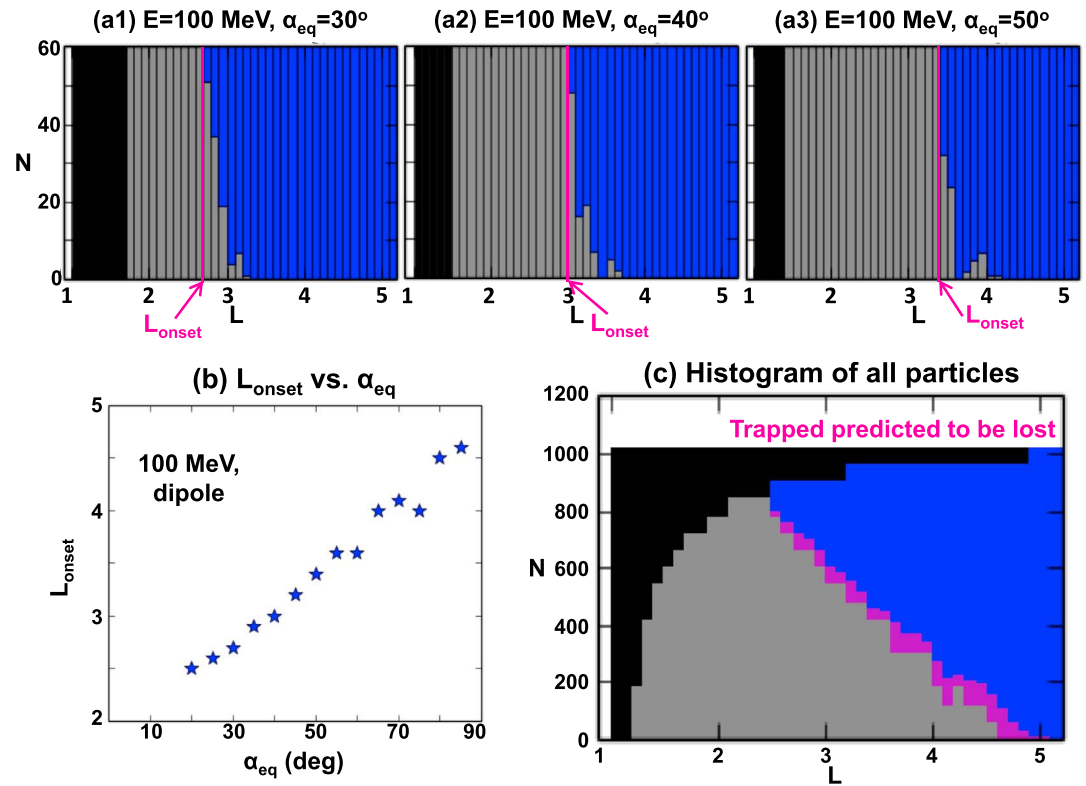 (a1) E=100 MeV, αeq=30o
(a2) E=100 MeV, αeq=40o
(a3) E=100 MeV, αeq=50o
60
40
N
20
0
1 2 3 4 5
1 2 3 4 5
1 2 3 4 5
Lonset
L
L
Lonset
L
Lonset
(b) Lonset vs. αeq
5
100 MeV,
dipole
4
Lonset
3
2
10 30 50 70 90
αeq (deg)
(c) Histogram of all particles
1200
Trapped predicted to be lost
1000
800
N
600
400
200
0
1 2 3 4 5
L